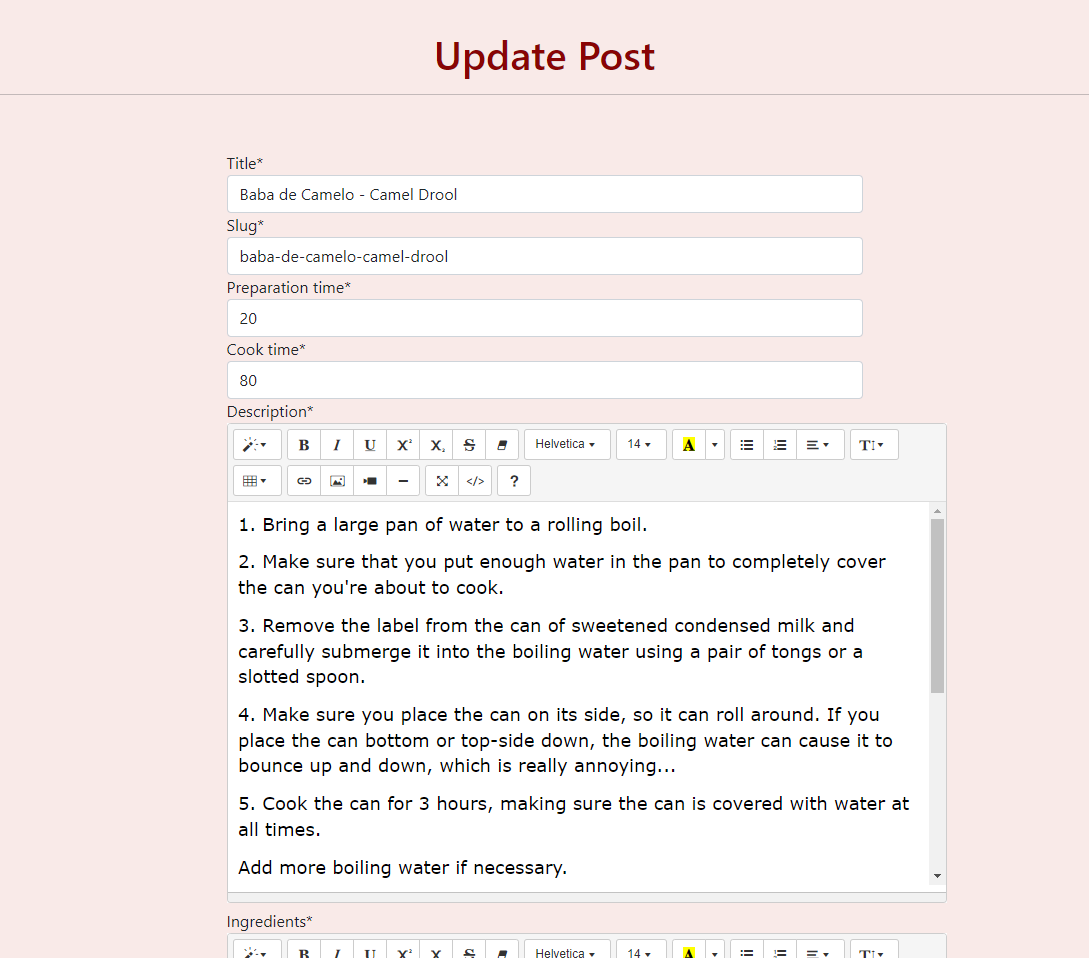 Update Post
Title*
Baba de Camelo - Camel Drool
Slug*
baba-de-camelo-camel-drool
Preparation time*
20
Cook time*
80
Description*
B I U X² X₂ S Helvetica 14 A T
</> ?
1. Bring a large pan of water to a rolling boil.
2. Make sure that you put enough water in the pan to completely cover
the can you're about to cook.
3. Remove the label from the can of sweetened condensed milk and
carefully submerge it into the boiling water using a pair of tongs or a
slotted spoon.
4. Make sure you place the can on its side, so it can roll around. If you
place the can bottom or top-side down, the boiling water can cause it to
bounce up and down, which is really annoying...
5. Cook the can for 3 hours, making sure the can is covered with water at
all times.
Add more boiling water if necessary.
Ingredients*
B I U X² X S Helvetica 14 A T